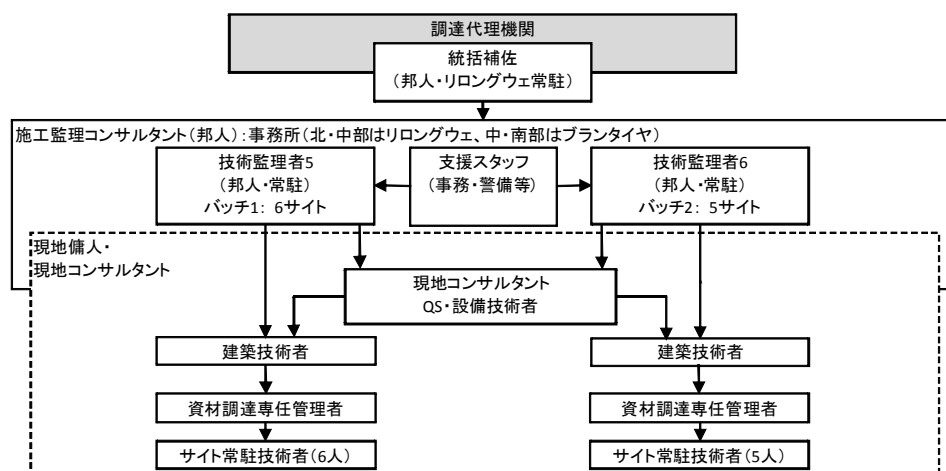 調達代理機関
統括補佐
(邦人・リロングウェ常駐)
施工監理コンサルタント(邦人):事務所(北・中部はリロングウェ、中・南部はブランタイヤ)
技術監理者5
(邦人・常駐)
バッチ1: 6サイト
支援スタッフ
(事務・警備等)
技術監理者6
(邦人・常駐)
バッチ2: 5サイト
現地傭人・
現地コンサルタント
現地コンサルタント
QS・設備技術者
建築技術者
建築技術者
資材調達専任管理者
資材調達専任管理者
サイト常駐技術者(6人)
サイト常駐技術者(5人)